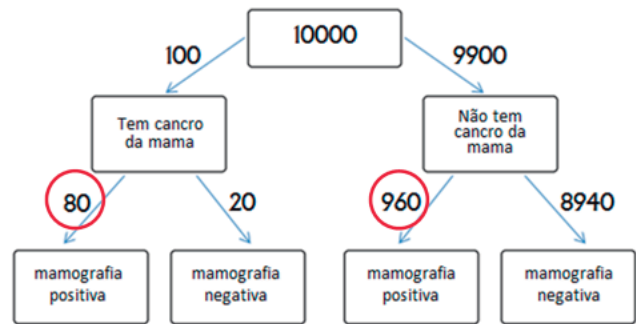 10000
100
9900
Tem cancro
da mama
Não tem
cancro da
mama
80
20
960
8940
mamografia
positiva
mamografia
negativa
mamografia
positiva
mamografia
negativa